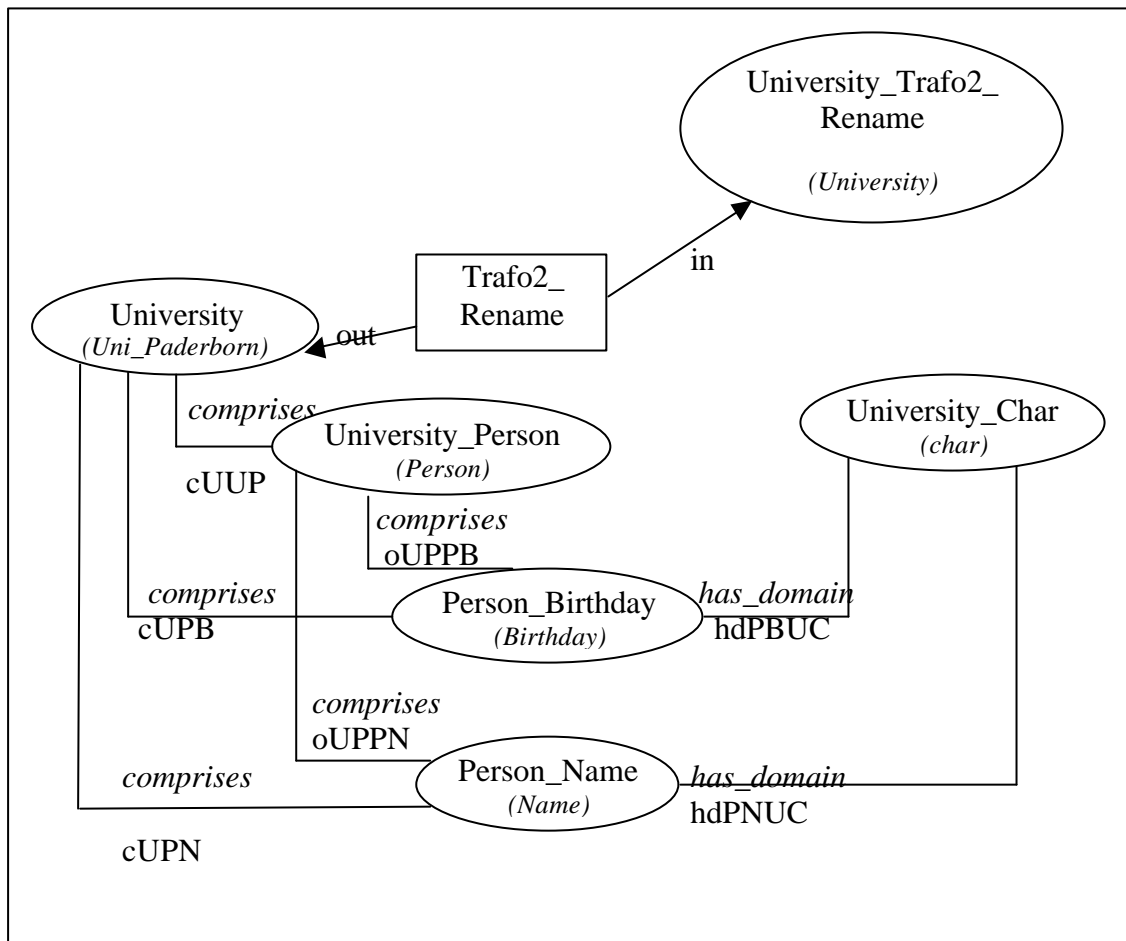 University_Trafo2_
Rename
(University)
in
Trafo2_
Rename
University
(Uni_Paderborn)
out
comprises
University_Person
(Person)
cUUP
University_Char
(char)
comprises
oUPPB
comprises
cUPB
Person_Birthday
(Birthday)
has_domain
hdPBUC
comprises
oUPPN
comprises
cUPN
Person_Name
(Name)
has_domain
hdPNUC